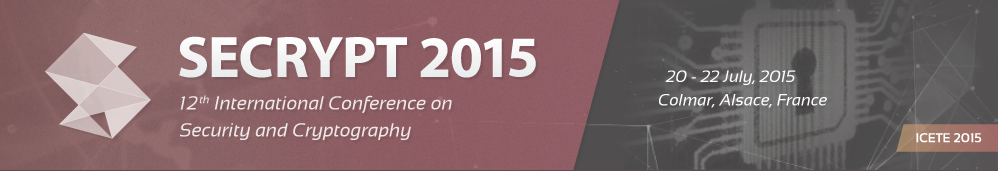 SECRYPT 2015
12th International Conference on
Security and Cryptography
20 - 22 July, 2015
Colmar, Alsace, France
ICETE 2015